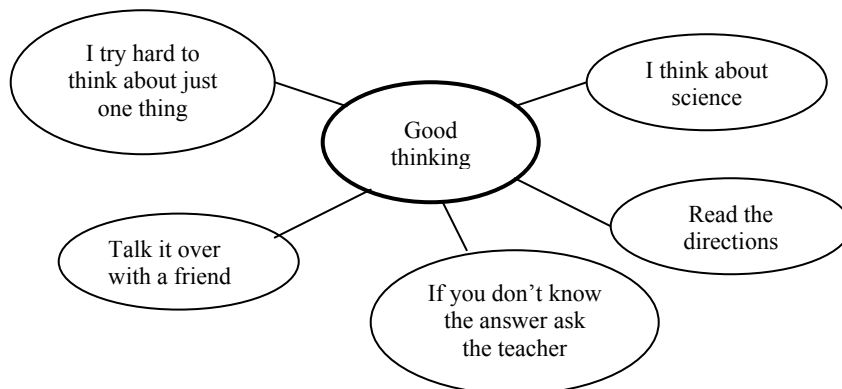 I try hard to
think about just
one thing
I think about
science
Good
thinking
Read the
directions
Talk it over
with a friend
If you don’t know
the answer ask
the teacher